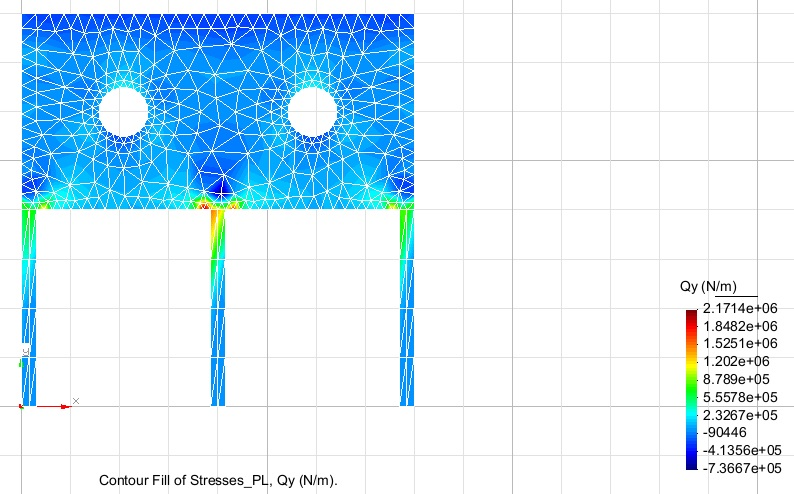 Qy (N/m)
2.1714e+06
1.8482e+06
1.5251e+06
1.202e+06
8.789e+05
5.5578e+05
2.3267e+05
-90446
-4.1356e+05
-7.3667e+05
X
Contour Fill of Stresses_PL, Qy (N/m).